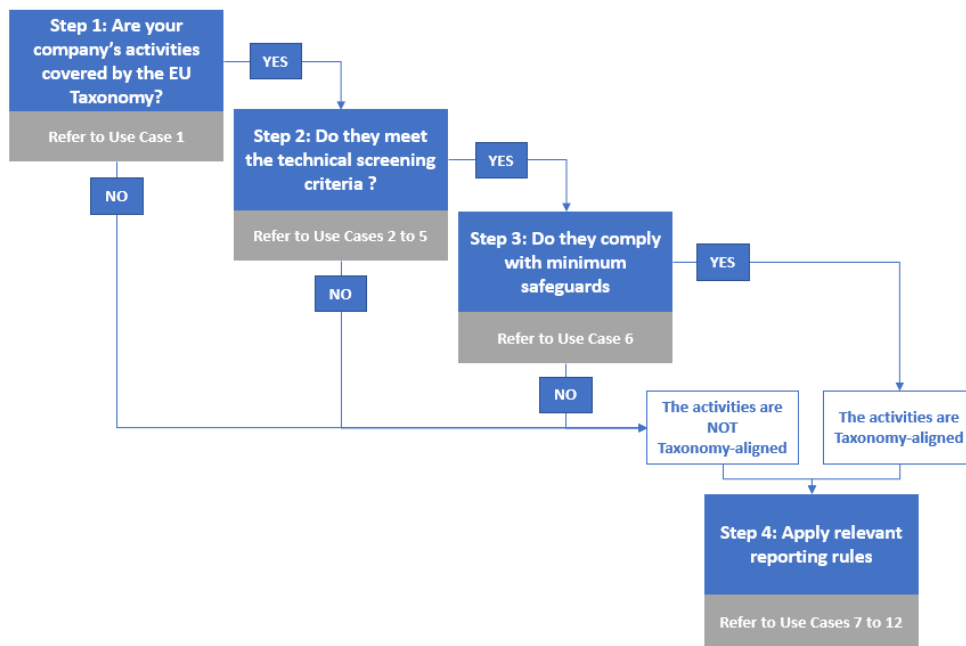 Step 1: Are your
company's activities
covered by the EU
Taxonomy?
Refer to Use Case 1
YES
NO
Step 2: Do they meet
the technical screening
criteria ?
Refer to Use Cases 2 to 5
YES
NO
Step 3: Do they comply
with minimum
safeguards
Refer to Use Case 6
YES
NO
The activities are
NOT
Taxonomy-aligned
The activities are
Taxonomy-aligned
Step 4: Apply relevant
reporting rules
Refer to Use Cases 7 to 12